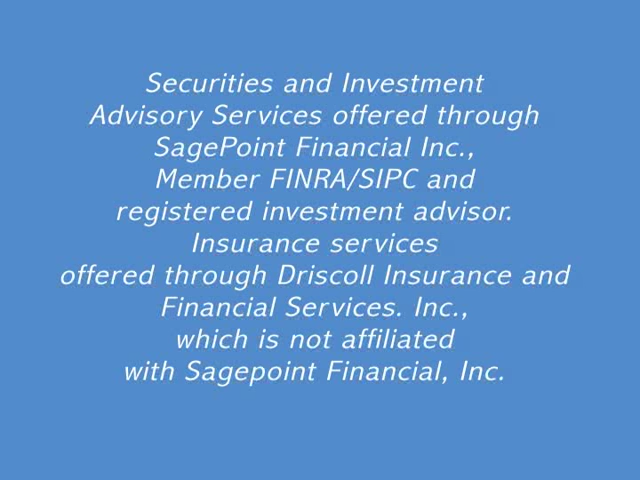 Securities and Investment
Advisory Services offered through
SagePoint Financial Inc.,
Member FINRA/SIPC and
registered investment advisor.
Insurance services
offered through Driscoll Insurance and
Financial Services. Inc.,
which is not affiliated
with Sagepoint Financial, Inc.